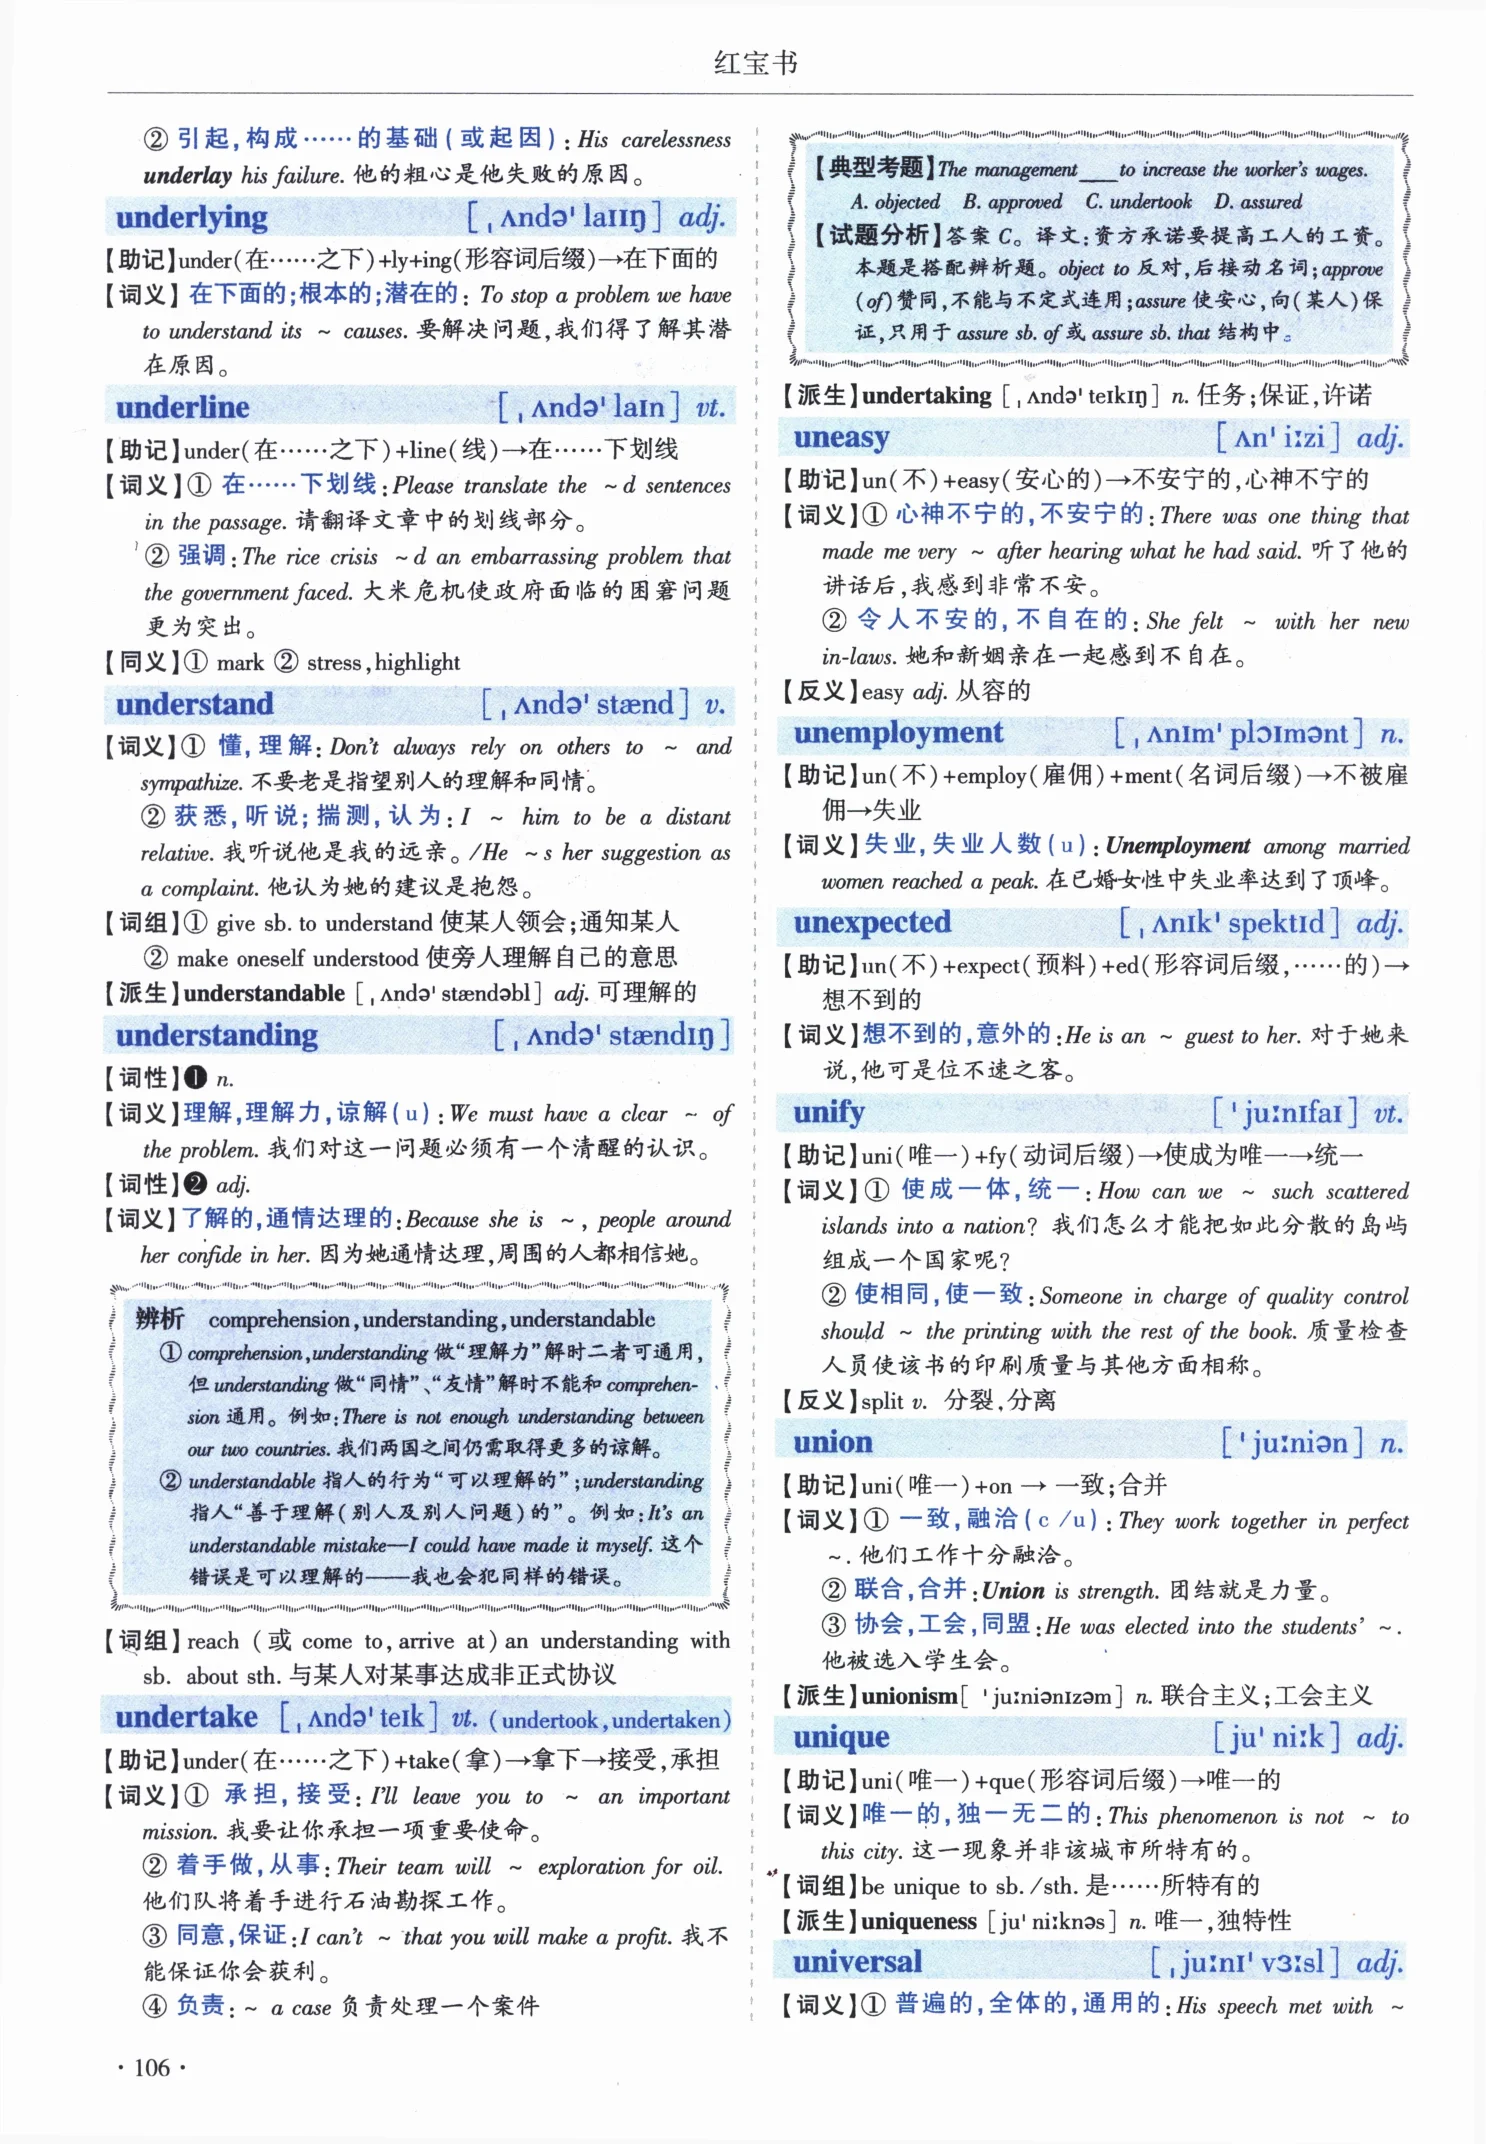 红宝书
② 引起,构成……的基础(或起因):His carelessness
underlay his failure. 他的粗心是他失败的原因。
underlying [ˌʌndəˈlaɪɪŋ] adj.
【助记】under(在……之下)+ly+ing(形容词后缀)→在下面的
【词义】在下面的;根本的;潜在的: To stop a problem we have
to understand its ~ causes. 要解决问题,我们得了解其潜
在原因。
underline [ˌʌndəˈlaɪn] vt.
【助记】under(在……之下)+line(线)→在……下划线
【词义】① 在……下划线:Please translate the ~d sentences
in the passage. 请翻译文章中的划线部分。
② 强调:The rice crisis ~d an embarrassing problem that
the government faced. 大米危机使政府面临的困窘问题
更为突出。
【同义】① mark ② stress,highlight
understand [ˌʌndəˈstænd] v.
【词义】① 懂,理解: Don't always rely on others to ~ and
sympathize. 不要老是指望别人的理解和同情。
② 获悉,听说;揣测,认为:I ~ him to be a distant
relative. 我听说他是我的远亲。/He ~s her suggestion as
a complaint. 他认为她的建议是抱怨。
【词组】① give sb. to understand 使某人领会;通知某人
② make oneself understood 使旁人理解自己的意思
【派生】understandable [ˌʌndəˈstændəbl] adj. 可理解的
understanding [ˌʌndəˈstændɪŋ]
【词性】❶ n.
【词义】理解,理解力,谅解(u):We must have a clear ~ of
the problem. 我们对这一问题必须有一个清醒的认识。
【词性】❷ adj.
【词义】了解的,通情达理的:Because she is ~, people around
her confide in her. 因为她通情达理,周围的人都相信她。
辨析 comprehension,understanding,understandable
① comprehension,understanding 做“理解力”解时二者可通用,
但 understanding 做“同情”、“友情”解时不能和 comprehen-
sion 通用。例如:There is not enough understanding between
our two countries. 我们两国之间仍需取得更多的谅解。
② understandable 指人的行为“可以理解的”;understanding
指人“善于理解(别人及别人问题)的”。例如:It's an
understandable mistake—I could have made it myself. 这个
错误是可以理解的——我也会犯同样的错误。
【词组】reach (或 come to,arrive at) an understanding with
sb. about sth. 与某人对某事达成非正式协议
undertake [ˌʌndəˈteɪk] vt. (undertook,undertaken)
【助记】under(在……之下)+take(拿)→拿下→接受,承担
【词义】① 承担,接受: I'll leave you to ~ an important
mission. 我要让你承担一项重要使命。
② 着手做,从事:Their team will ~ exploration for oil.
他们队将着手进行石油勘探工作。
③ 同意,保证:I can't ~ that you will make a profit. 我不
能保证你会获利。
④ 负责: ~ a case 负责处理一个案件
· 106 ·
【典型考题】The management___to increase the worker's wages.
A. objected B. approved C. undertook D. assured
【试题分析】答案 C。译文:资方承诺要提高工人的工资。
本题是搭配辨析题。object to 反对,后接动名词;approve
(of)赞同,不能与不定式连用;assure 使安心,向(某人)保
证,只用于 assure sb. of 或 assure sb. that 结构中。
【派生】undertaking [ˌʌndəˈteɪkɪŋ] n. 任务;保证,许诺
uneasy [ʌnˈiːzi] adj.
【助记】un(不)+easy(安心的)→不安宁的,心神不宁的
【词义】① 心神不宁的,不安宁的:There was one thing that
made me very ~ after hearing what he had said. 听了他的
讲话后,我感到非常不安。
② 令人不安的,不自在的: She felt ~ with her new
in-laws. 她和新姻亲在一起感到不自在。
【反义】easy adj. 从容的
unemployment [ˌʌnɪmˈplɔɪmənt] n.
【助记】un(不)+employ(雇佣)+ment(名词后缀)→不被雇
佣→失业
【词义】失业,失业人数(u):Unemployment among married
women reached a peak. 在已婚女性中失业率达到了顶峰。
unexpected [ˌʌnɪkˈspektɪd] adj.
【助记】un(不)+expect(预料)+ed(形容词后缀,……的)→
想不到的
【词义】想不到的,意外的:He is an ~ guest to her. 对于她来
说,他可是位不速之客。
unify [ˈjuːnɪfaɪ] vt.
【助记】uni(唯一)+fy(动词后缀)→使成为唯一→统一
【词义】① 使成一体,统一:How can we ~ such scattered
islands into a nation? 我们怎么才能把如此分散的岛屿
组成一个国家呢?
② 使相同,使一致:Someone in charge of quality control
should ~ the printing with the rest of the book. 质量检查
人员使该书的印刷质量与其他方面相称。
【反义】split v. 分裂,分离
union [ˈjuːniən] n.
【助记】uni(唯一)+on → 一致;合并
【词义】① 一致,融洽(c /u):They work together in perfect
~. 他们工作十分融洽。
② 联合,合并:Union is strength. 团结就是力量。
③ 协会,工会,同盟:He was elected into the students' ~.
他被选入学生会。
【派生】unionism[ˈjuːniənɪzəm] n. 联合主义;工会主义
unique [juˈniːk] adj.
【助记】uni(唯一)+que(形容词后缀)→唯一的
【词义】唯一的,独一无二的:This phenomenon is not ~ to
this city. 这一现象并非该城市所特有的。
【词组】be unique to sb./sth. 是……所特有的
【派生】uniqueness [juˈniːknəs] n. 唯一,独特性
universal [ˌjuːnɪˈvɜːsl] adj.
【词义】① 普遍的,全体的,通用的:His speech met with ~